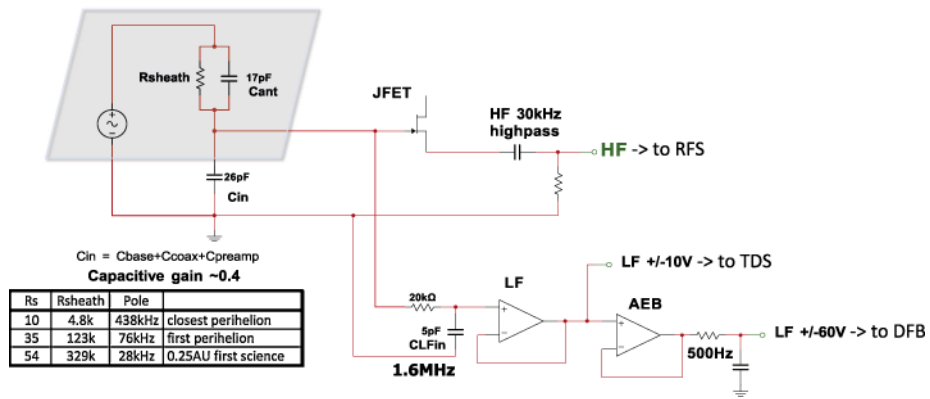 Rsheath
17pF
Cant
JFET
HF 30kHz
highpass
HF -> to RFS
26pF
Cin
Cin = Cbase+Ccoax+Cpreamp
Capacitive gain ~0.4
Rs Rsheath Pole
10 4.8k 438kHz closest perihelion
35 123k 76kHz first perihelion
54 329k 28kHz 0.25AU first science
LF +/-10V -> to TDS
20kΩ
LF
+
-
5pF
CLFin
1.6MHz
AEB
+
-
500Hz
LF +/-60V -> to DFB